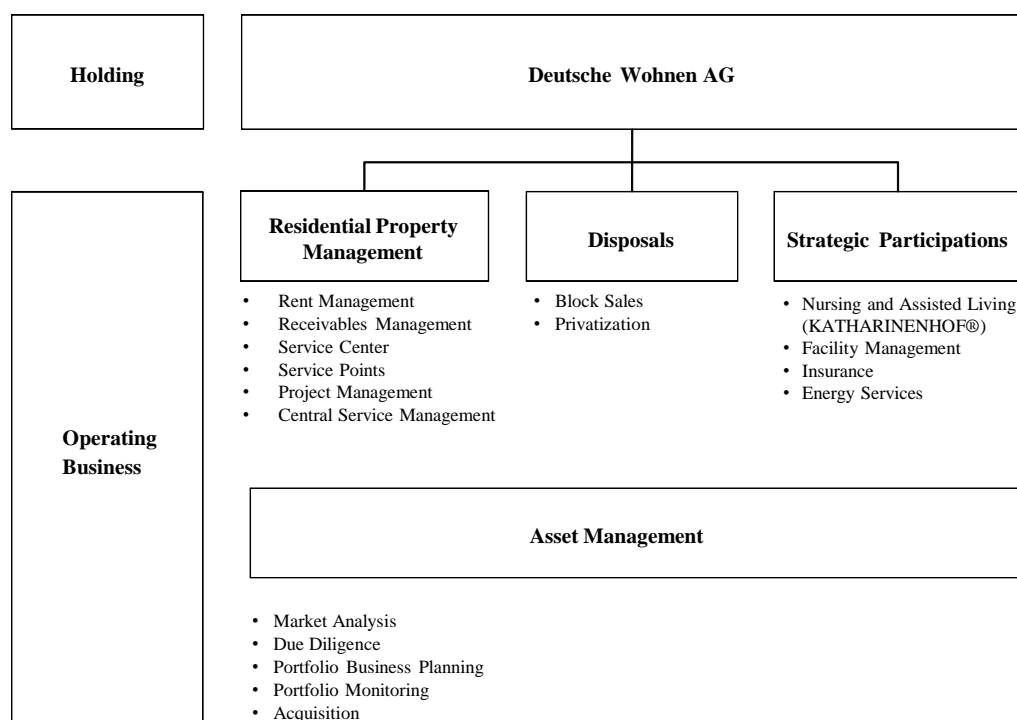 Holding
Deutsche Wohnen AG
Residential Property
Management
Disposals
Strategic Participations
• Rent Management
• Receivables Management
• Service Center
• Service Points
• Project Management
• Central Service Management
• Block Sales
• Privatization
• Nursing and Assisted Living
(KATHARINENHOF®)
• Facility Management
• Insurance
• Energy Services
Operating
Business
Asset Management
• Market Analysis
• Due Diligence
• Portfolio Business Planning
• Portfolio Monitoring
• Acquisition